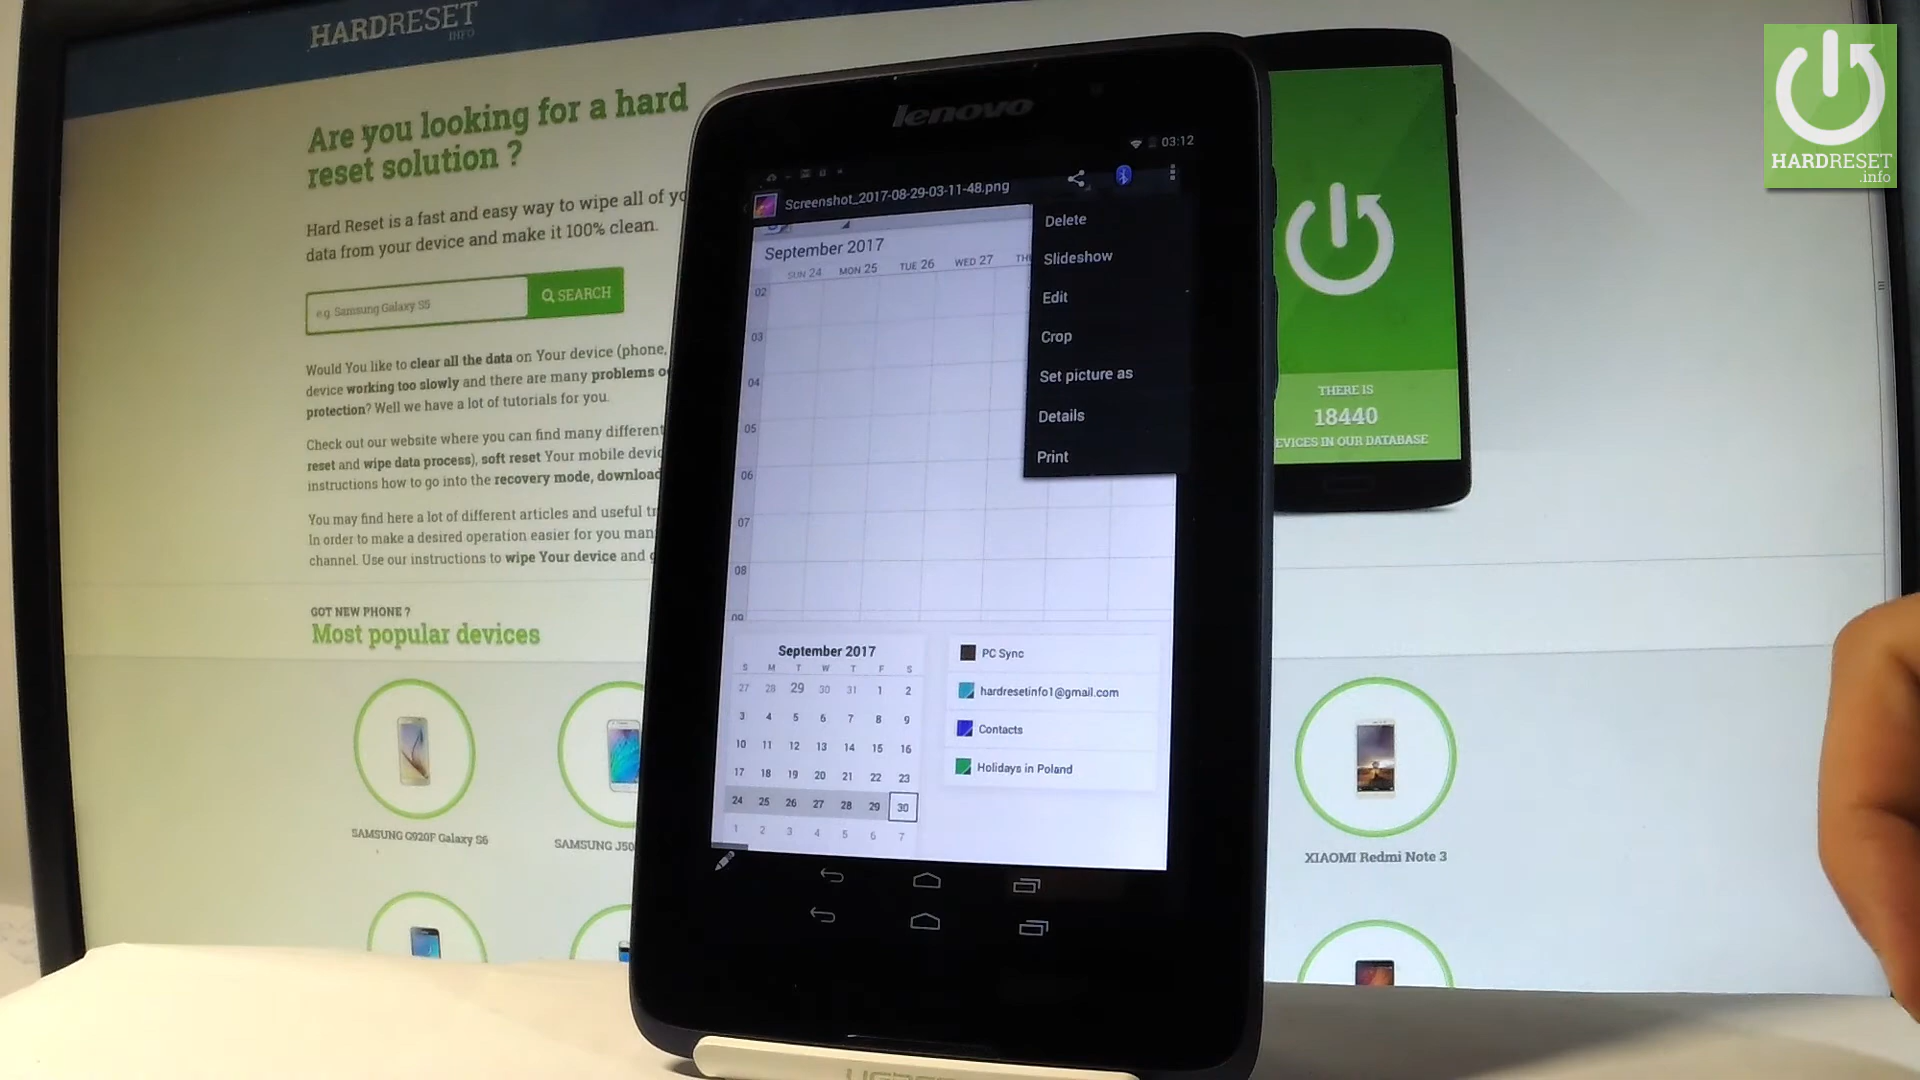 HARDRESET
INFO
Are you looking for a hard
reset solution ?
Hard Reset is a fast and easy way to wipe all of
data from your device and make it 100% clean.
e.g. Samsung Galaxy S5
SEARCH
Would You like to clear all the data on Your device (phone,
device working too slowly and there are many problems
protection? Well we have a lot of tutorials for you.
Check out our website where you can find many different
reset and wipe data process), soft reset Your mobile
instructions how to go into the recovery mode, download
You may find here a lot of different articles and useful
In order to make a desired operation easier for you
channel. Use our instructions to wipe Your device and
GOT NEW PHONE ?
Most popular devices
SAMSUNG G920F Galaxy S6
SAMSUNG
XIAOMI Redmi Note 3
THERE IS
18440
EVICES IN OUR DATABASE
HARDRESET
.info
lenovo
03:12
Screenshot_2017-08-29-03-11-48.png
Delete
Slideshow
Edit
Crop
Set picture as
Details
Print
September 2017
SUN 24 MON 25 TUE 26 WED 27
02
03
04
05
06
07
08
09
September 2017
S M T W T F S
27 28 29 30 31 1 2
3 4 5 6 7 8 9
10 11 12 13 14 15 16
17 18 19 20 21 22 23
24 25 26 27 28 29 30
1 2 3 4 5 6 7
PC Sync
hardresetinfo1@gmail.com
Contacts
Holidays in Poland